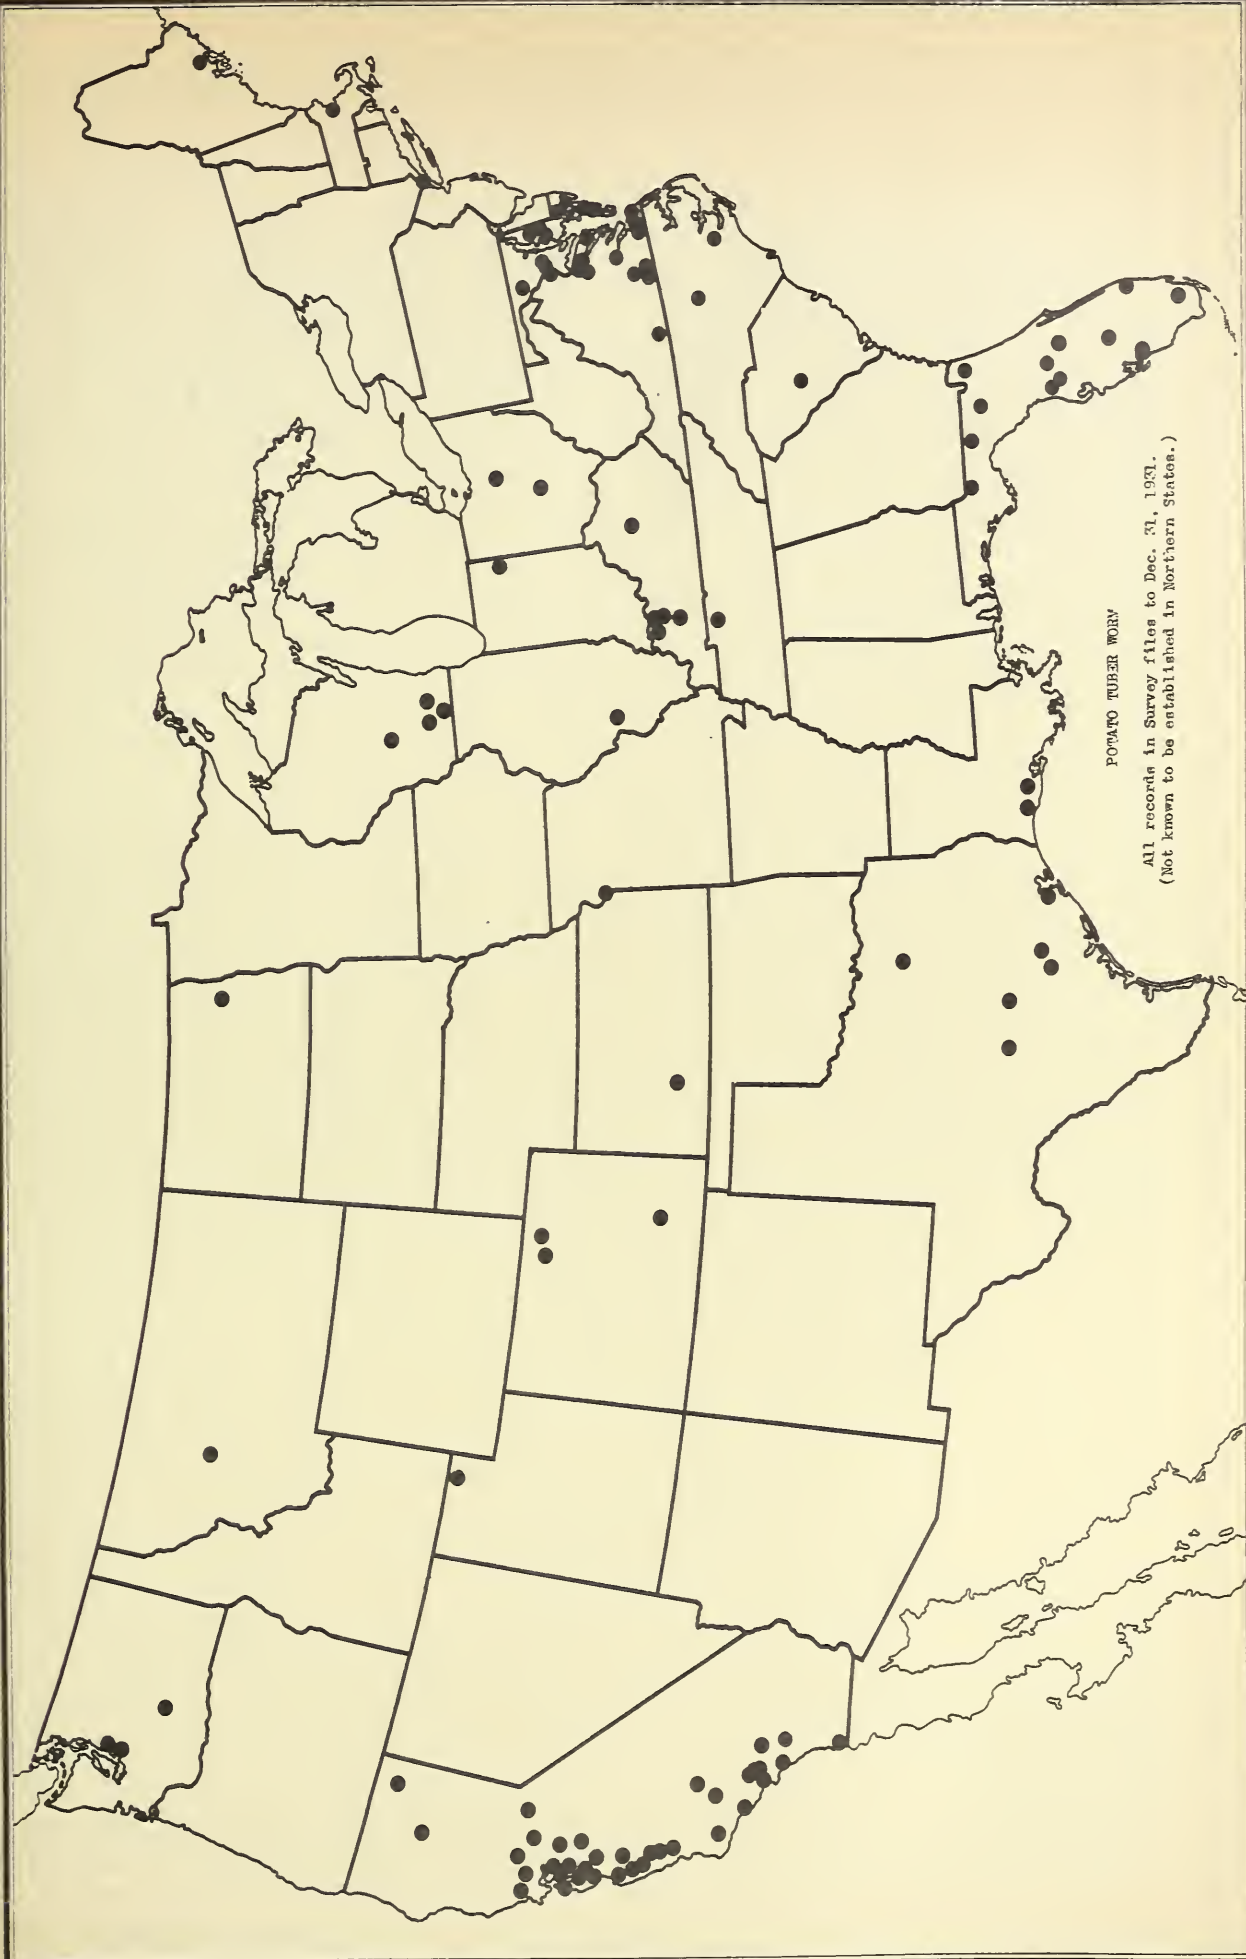 POTATO TUBER WORM
All records in Survey files to Dec. 31, 1931.
(Not known to be established in Northern States.)